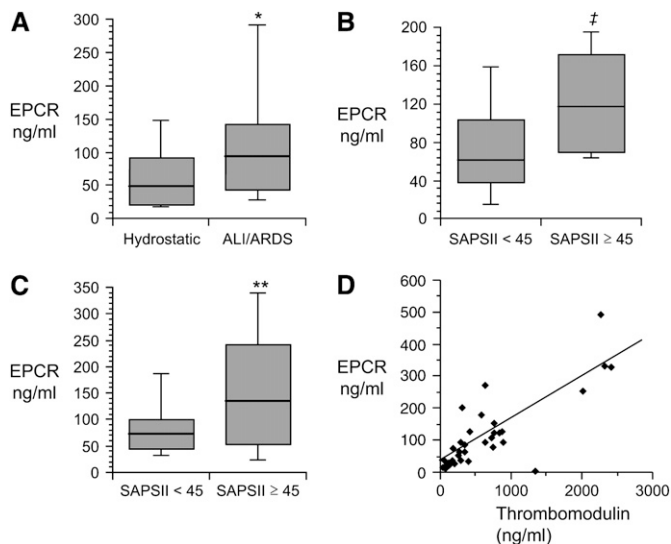 A
EPCR
ng/ml
300
250
200
150
100
50
0
*
Hydrostatic
ALI/ARDS
B
EPCR
ng/ml
200
160
120
80
40
0
‡
SAPSII < 45
SAPSII ≥ 45
C
EPCR
ng/ml
350
300
250
200
150
100
50
0
**
SAPSII < 45
SAPSII ≥ 45
D
EPCR
ng/ml
600
500
400
300
200
100
0
0
1000
2000
3000
Thrombomodulin
(ng/ml)